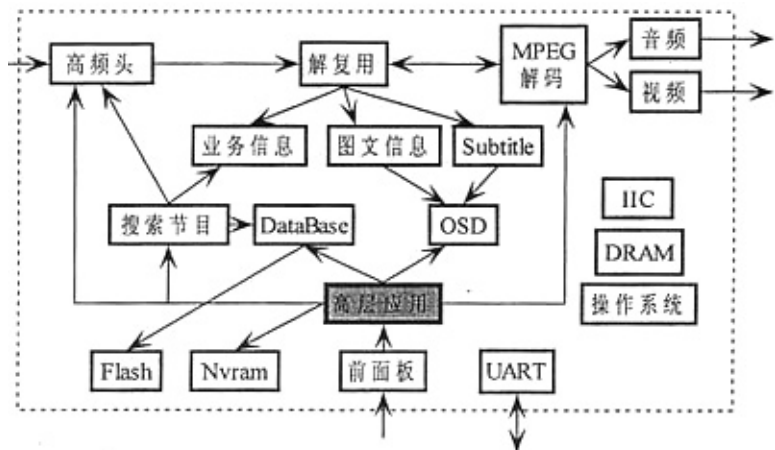 高频头
解复用
MPEG
解码
音频
视频
业务信息
图文信息
Subtitle
搜索节目
DataBase
OSD
IIC
DRAM
操作系统
高层应用
Flash
Nvram
前面板
UART